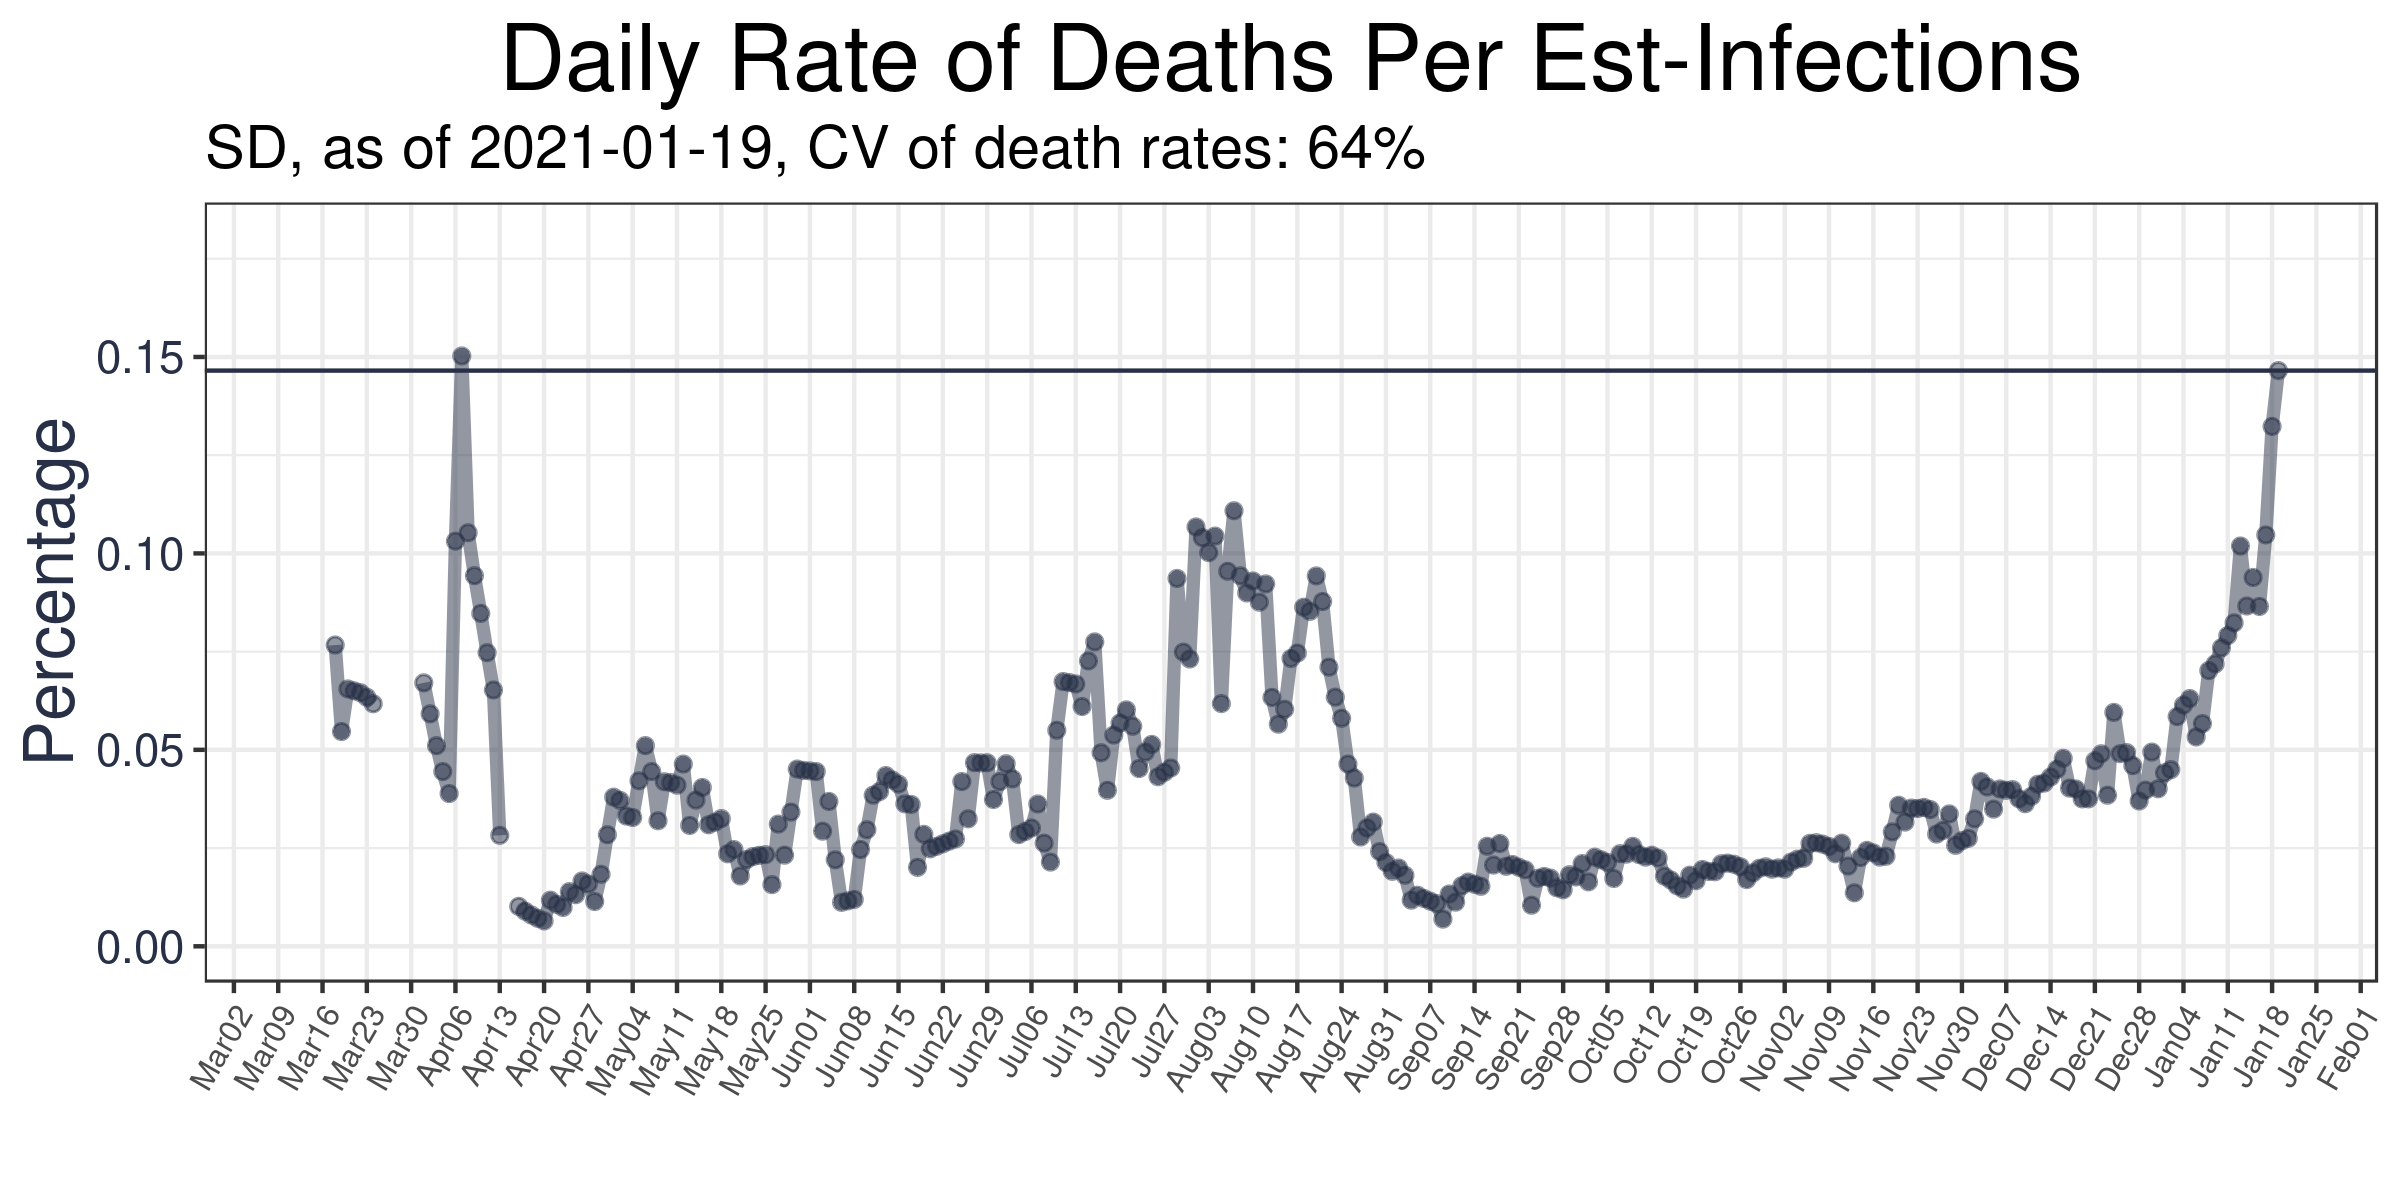 Daily Rate of Deaths Per Est-Infections
SD, as of 2021-01-19, CV of death rates: 64%
Percentage
0.15
0.10
0.05
0.00
Mar02 Mar09 Mar16 Mar23 Mar30 Apr06 Apr13 Apr20 Apr27 May04 May11 May18 May25 Jun01 Jun08 Jun15 Jun22 Jun29 Jul06 Jul13 Jul20 Jul27 Aug03 Aug10 Aug17 Aug24 Aug31 Sep07 Sep14 Sep21 Sep28 Oct05 Oct12 Oct19 Oct26 Nov02 Nov09 Nov16 Nov23 Nov30 Dec07 Dec14 Dec21 Dec28 Jan04 Jan11 Jan18 Jan25 Feb01